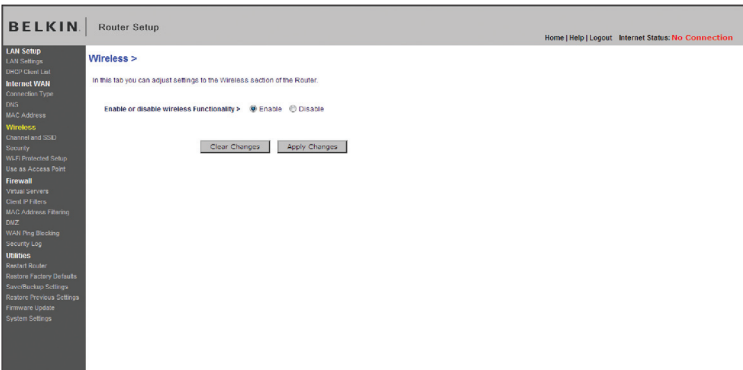 BELKIN.
Router Setup
Home | Help | Logout Internet Status: No Connection
LAN Setup
LAN Settings
DHCP Client List
Internet WAN
Connection Type
DNS
MAC Address
Wireless
Channel and SSID
Security
Wi-Fi Protected Setup
Use as Access Point
Firewall
Virtual Servers
Client IP Filters
MAC Address Filtering
DMZ
WAN Ping Blocking
Security Log
Utilities
Restart Router
Restore Factory Defaults
Save/Backup Settings
Restore Previous Settings
Firmware Update
System Settings
Wireless >
In this tab you can adjust settings to the Wireless section of the Router.
Enable or disable wireless Functionality > Enable Disable
Clear Changes Apply Changes